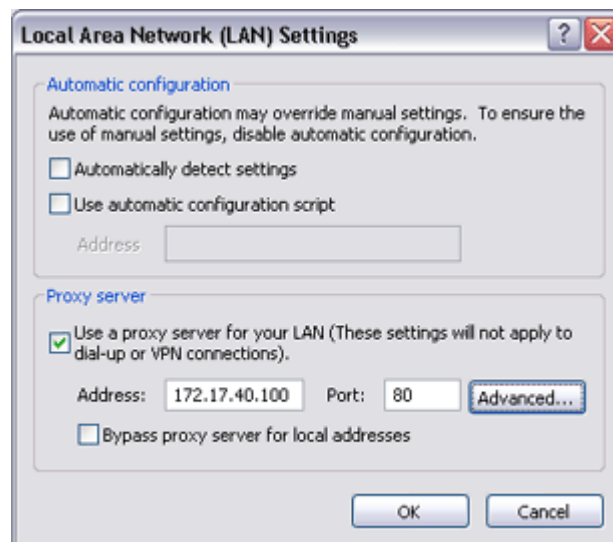 Local Area Network (LAN) Settings
Automatic configuration
Automatic configuration may override manual settings. To ensure the
use of manual settings, disable automatic configuration.
Automatically detect settings
Use automatic configuration script
Address
Proxy server
Use a proxy server for your LAN (These settings will not apply to
dial-up or VPN connections).
Address: 172.17.40.100 Port: 80 Advanced...
Bypass proxy server for local addresses
OK Cancel